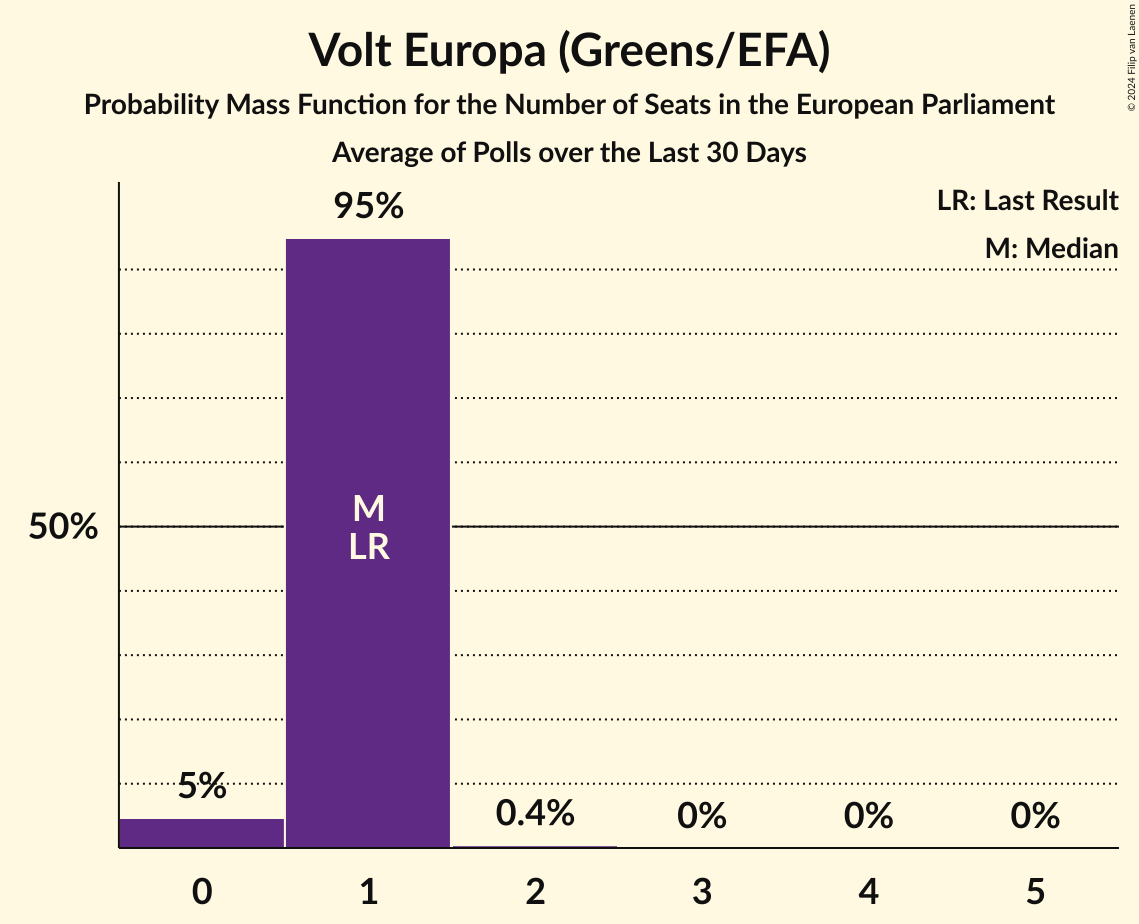 Volt Europa (Greens/EFA)
Probability Mass Function for the Number of Seats in the European Parliament
Average of Polls over the Last 30 Days
© 2024 Filip van Laenen
LR: Last Result
M: Median
95%
50%
M
LR
5%
0.4%
0%
0%
0%
0
1
2
3
4
5